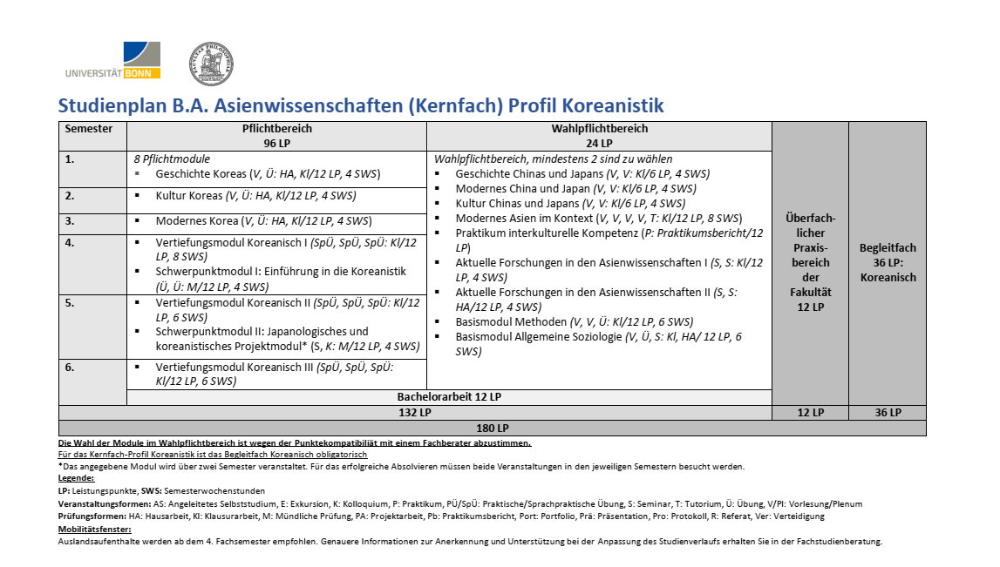 UNIVERSITÄT BONN
Studienplan B.A. Asienwissenschaften (Kernfach) Profil Koreanistik
Semester
Pflichtbereich
96 LP
Wahlpflichtbereich
24 LP
1.
8 Pflichtmodule
▪ Geschichte Koreas (V, Ü: HA, Kl/12 LP, 4 SWS)
2.
▪ Kultur Koreas (V, Ü: HA, Kl/12 LP, 4 SWS)
3.
▪ Modernes Korea (V, Ü: HA, Kl/12 LP, 4 SWS)
4.
▪ Vertiefungsmodul Koreanisch I (SpÜ, SpÜ, SpÜ: Kl/12
LP, 8 SWS)
▪ Schwerpunktmodul I: Einführung in die Koreanistik
(Ü, Ü: M/12 LP, 4 SWS)
5.
▪ Vertiefungsmodul Koreanisch II (SpÜ, SpÜ, SpÜ: Kl/12
LP, 6 SWS)
▪ Schwerpunktmodul II: Japanologisches und
koreanistisches Projektmodul* (S, K: M/12 LP, 4 SWS)
6.
▪ Vertiefungsmodul Koreanisch III (SpÜ, SpÜ, SpÜ:
Kl/12 LP, 6 SWS)
Wahlpflichtbereich, mindestens 2 sind zu wählen
▪ Geschichte Chinas und Japans (V, V: Kl/6 LP, 4 SWS)
▪ Modernes China und Japan (V, V: Kl/6 LP, 4 SWS)
▪ Kultur Chinas und Japans (V, V: Kl/6 LP, 4 SWS)
▪ Modernes Asien im Kontext (V, V, V, V, T: Kl/12 LP, 8 SWS)
▪ Praktikum interkulturelle Kompetenz (P: Praktikumsbericht/12
LP)
▪ Aktuelle Forschungen in den Asienwissenschaften I (S, S: Kl/12
LP, 4 SWS)
▪ Aktuelle Forschungen in den Asienwissenschaften II (S, S:
HA/12 LP, 4 SWS)
▪ Basismodul Methoden (V, V, Ü: Kl/12 LP, 6 SWS)
▪ Basismodul Allgemeine Soziologie (V, Ü, S: Kl, HA/ 12 LP, 6
SWS)
Überfach-
licher
Praxis-
bereich
der
Fakultät
12 LP
Begleitfach
36 LP:
Koreanisch
Bachelorarbeit 12 LP
132 LP
12 LP
36 LP
180 LP
Die Wahl der Module im Wahlpflichtbereich ist wegen der Punktekompatibiliät mit einem Fachberater abzustimmen.
Für das Kernfach-Profil Koreanistik ist das Begleitfach Koreanisch obligatorisch
*Das angegebene Modul wird über zwei Semester veranstaltet. Für das erfolgreiche Absolvieren müssen beide Veranstaltungen in den jeweiligen Semestern besucht werden.
Legende:
LP: Leistungspunkte, SWS: Semesterwochenstunden
Veranstaltungsformen: AS: Angeleitetes Selbststudium, E: Exkursion, K: Kolloquium, P: Praktikum, PÜ/SpÜ: Praktische/Sprachpraktische Übung, S: Seminar, T: Tutorium, Ü: Übung, V/Pl: Vorlesung/Plenum
Prüfungsformen: HA: Hausarbeit, Kl: Klausurarbeit, M: Mündliche Prüfung, PA: Projektarbeit, Pb: Praktikumsbericht, Port: Portfolio, Prä: Präsentation, Pro: Protokoll, R: Referat, Ver: Verteidigung
Mobilitätsfenster:
Auslandsaufenthalte werden ab dem 4. Fachsemester empfohlen. Genauere Informationen zur Anerkennung und Unterstützung bei der Anpassung des Studienverlaufs erhalten Sie in der Fachstudienberatung.